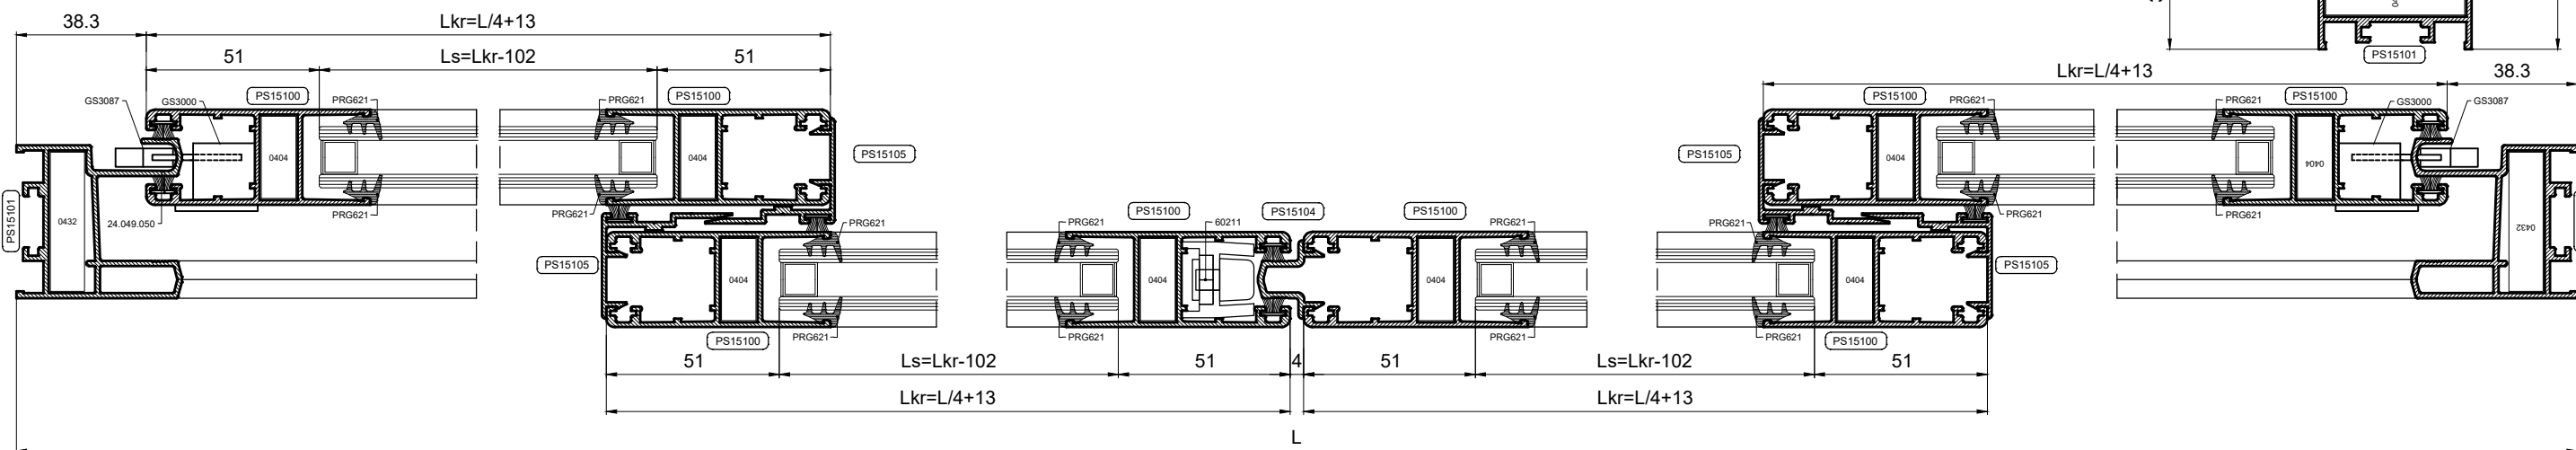 38.3
Lkr=L/4+13
51
Ls=Lkr-102
51
PS15101
Lkr=L/4+13
38.3
GS3087
GS3000
PS15100
PRG621
PRG621
PS15100
PS15100
PRG621
PRG621
PS15100
GS3000
GS3087
0404
0404
PS15105
PS15105
0404
0404
PS15101
0432
24.049.050
PRG621
PRG621
PRG621
PRG621
PS15100
60211
PS15104
PS15100
PRG621
PRG621
PRG621
PRG621
0432
PS15105
0404
0404
0404
0404
PS15105
PS15100
PRG621
PRG621
PRG621
PRG621
PS15100
51
Ls=Lkr-102
51
4
51
Ls=Lkr-102
51
Lkr=L/4+13
Lkr=L/4+13
L